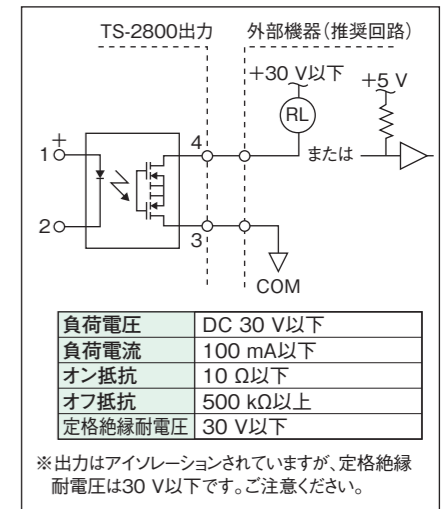 TS-2800出力 外部機器（推奨回路）
+30 V以下
+5 V
RL
+
1
4
または
2
3
COM
負荷電圧 DC 30 V以下
負荷電流 100 mA以下
オン抵抗 10 Ω以下
オフ抵抗 500 kΩ以上
定格絶縁耐電圧 30 V以下
※出力はアイソレーションされていますが、定格絶縁
耐電圧は30 V以下です。ご注意ください。